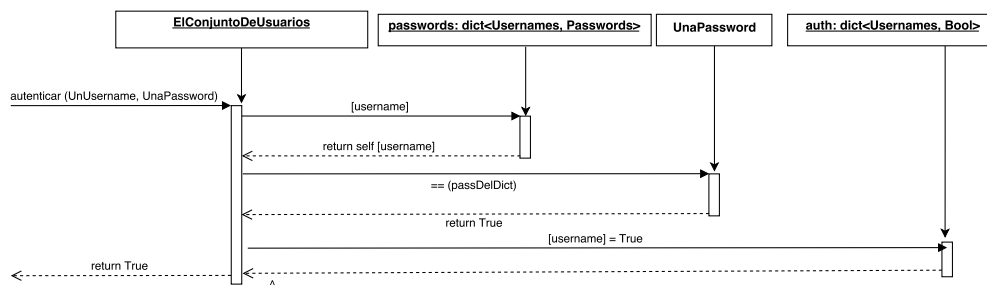 ElConjuntoDeUsuarios
passwords: dict<Usernames, Passwords>
UnaPassword
auth: dict<Usernames, Bool>
autenticar (UnUsername, UnaPassword)
[username]
return self [username]
== (passDelDict)
return True
[username] = True
return True